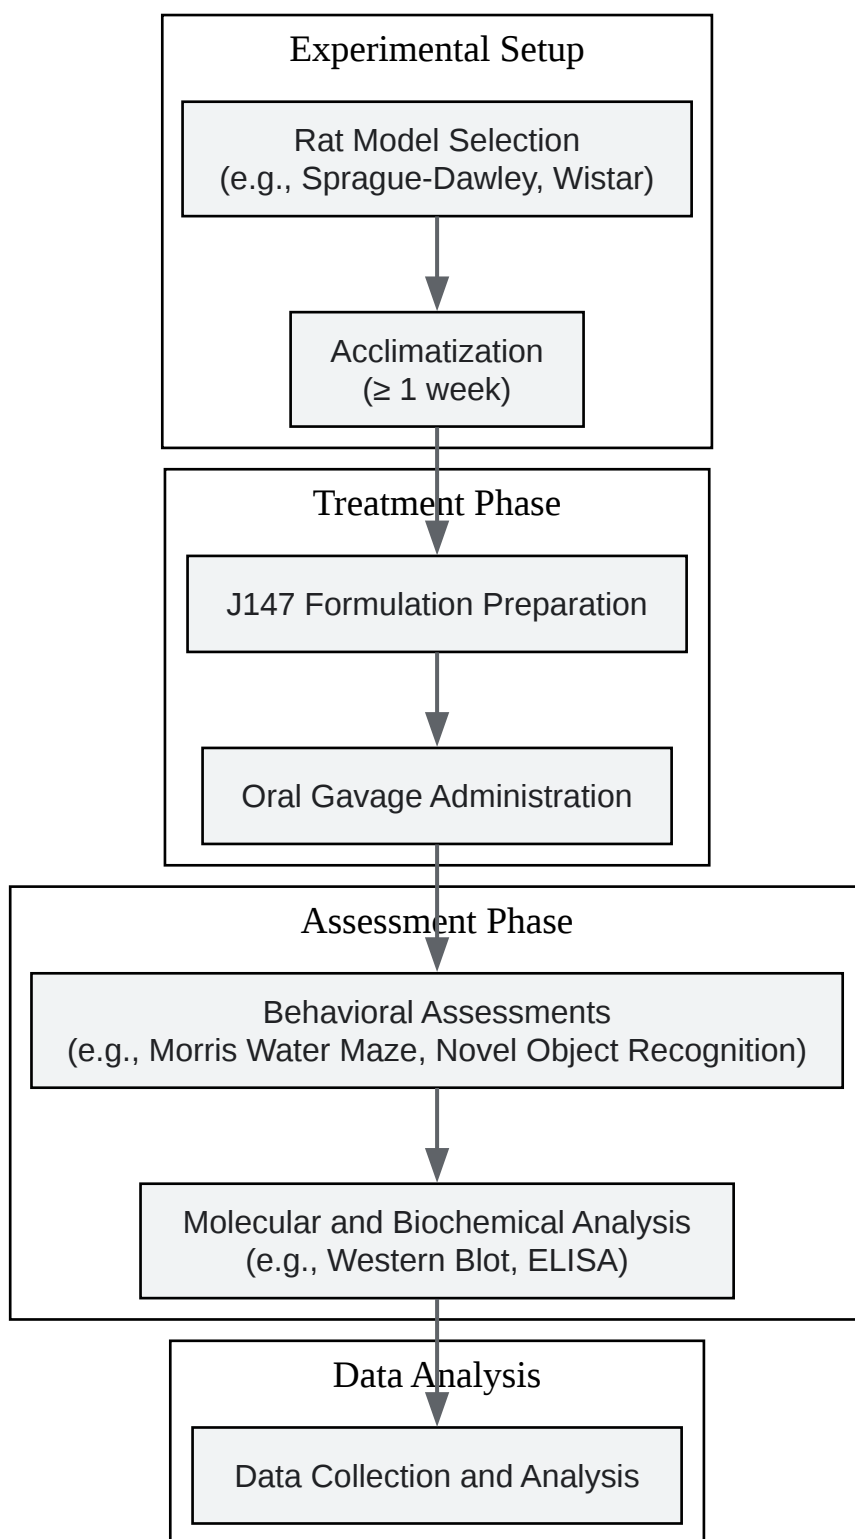 Experimental Setup
Rat Model Selection
(e.g., Sprague-Dawley, Wistar)
Acclimatization
(≥ 1 week)
Treatment Phase
J147 Formulation Preparation
Oral Gavage Administration
Assessment Phase
Behavioral Assessments
(e.g., Morris Water Maze, Novel Object Recognition)
Molecular and Biochemical Analysis
(e.g., Western Blot, ELISA)
Data Analysis
Data Collection and Analysis